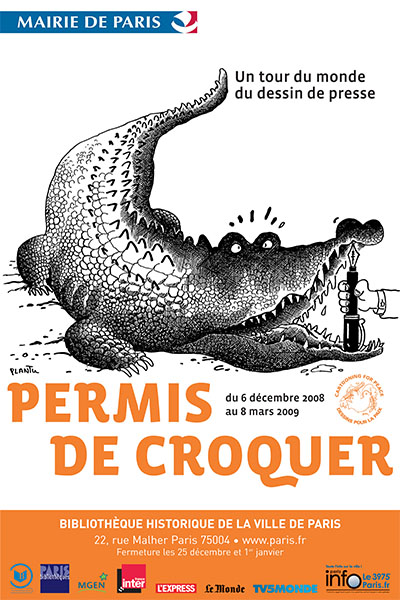 MAIRIE DE PARIS
Un tour du monde
du dessin de presse
PLANTU
PERMIS
du 6 décembre 2008
au 8 mars 2009
CARTOONING FOR PEACE
DESSINS POUR LA PAIX
DE CROQUER
BIBLIOTHÈQUE HISTORIQUE DE LA VILLE DE PARIS
22, rue Malher Paris 75004 • www.paris.fr
Fermeture les 25 décembre et 1er janvier
PARIS
bibliothèques
MGEN
france
inter
L'EXPRESS
Le Monde
TV5MONDE
paris
info
Le 3975
Paris.fr